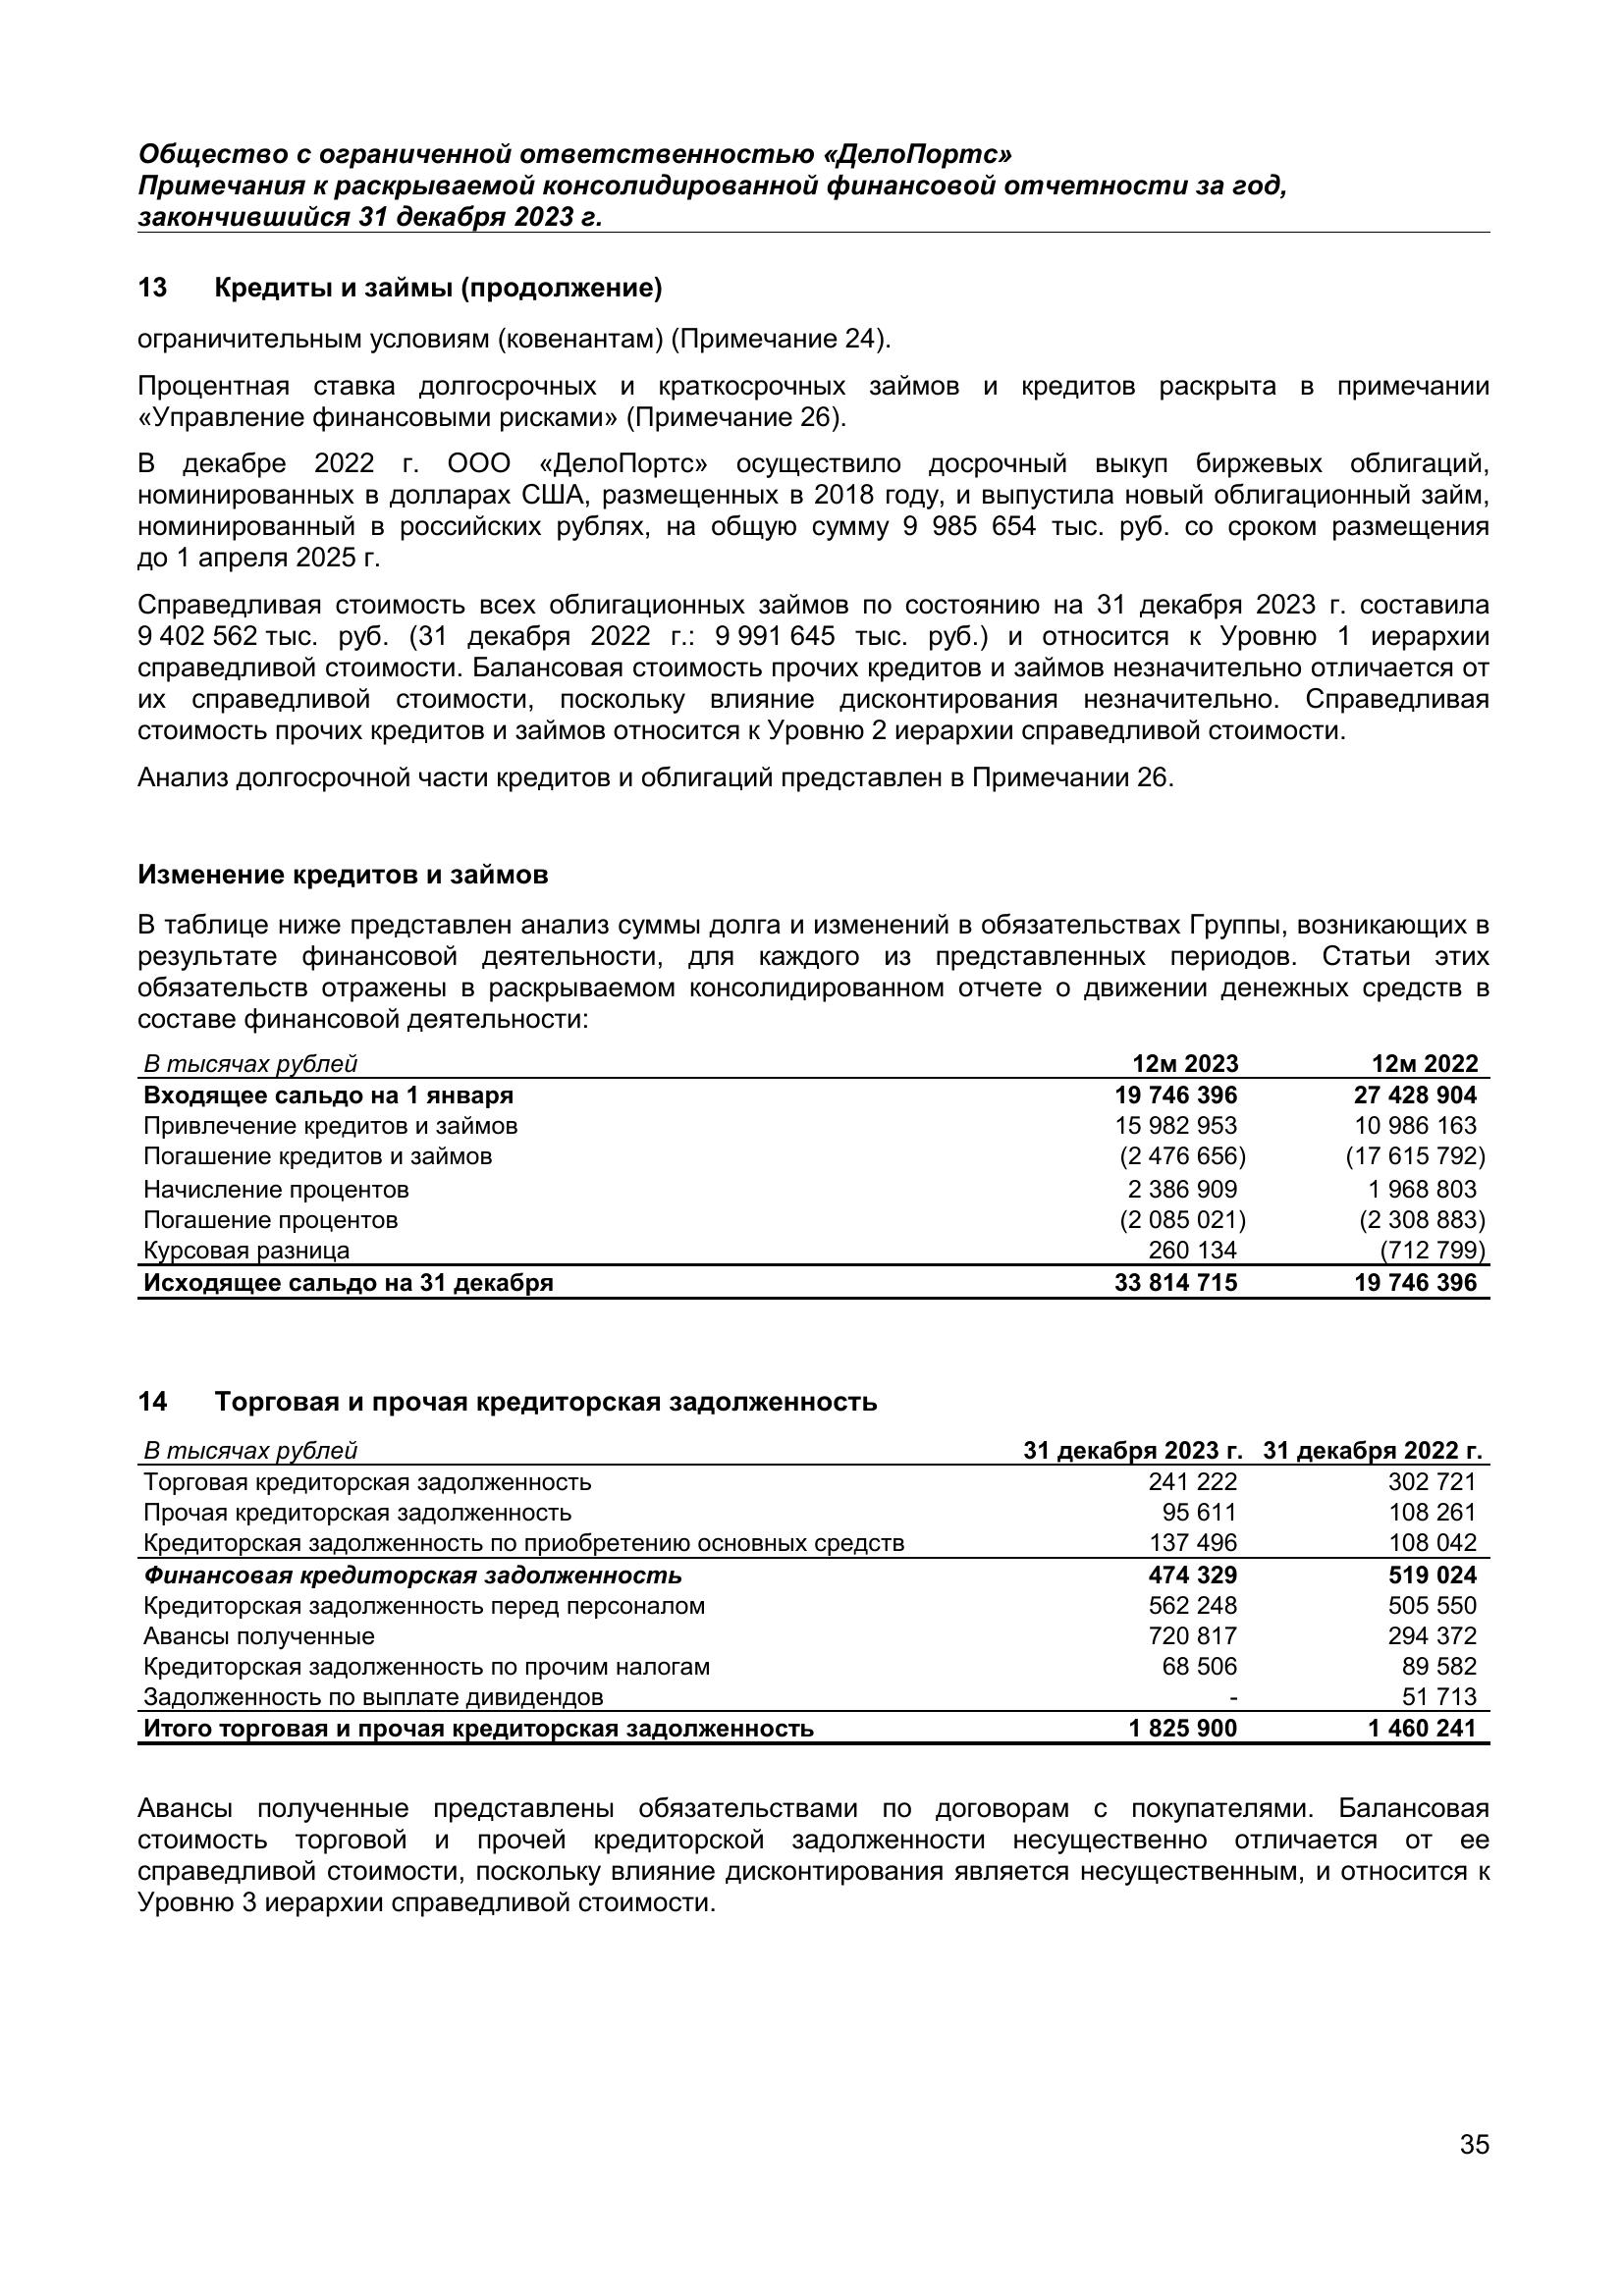 Общество с ограниченной ответственностью «ДелоПортс»
Примечания к раскрываемой консолидированной финансовой отчетности за год,
закончившийся 31 декабря 2023 г.
13 Кредиты и займы (продолжение)
ограничительным условиям (ковенантам) (Примечание 24).
Процентная ставка долгосрочных и краткосрочных займов и кредитов раскрыта в примечании
«Управление финансовыми рисками» (Примечание 26).
В декабре 2022 г. ООО «ДелоПортс» осуществило досрочный выкуп биржевых облигаций,
номинированных в долларах США, размещенных в 2018 году, и выпустила новый облигационный займ,
номинированный в российских рублях, на общую сумму 9 985 654 тыс. руб. со сроком размещения
до 1 апреля 2025 г.
Справедливая стоимость всех облигационных займов по состоянию на 31 декабря 2023 г. составила
9 402 562 тыс. руб. (31 декабря 2022 г.: 9 991 645 тыс. руб.) и относится к Уровню 1 иерархии
справедливой стоимости. Балансовая стоимость прочих кредитов и займов незначительно отличается от
их справедливой стоимости, поскольку влияние дисконтирования незначительно. Справедливая
стоимость прочих кредитов и займов относится к Уровню 2 иерархии справедливой стоимости.
Анализ долгосрочной части кредитов и облигаций представлен в Примечании 26.
Изменение кредитов и займов
В таблице ниже представлен анализ суммы долга и изменений в обязательствах Группы, возникающих в
результате финансовой деятельности, для каждого из представленных периодов. Статьи этих
обязательств отражены в раскрываемом консолидированном отчете о движении денежных средств в
составе финансовой деятельности:
В тысячах рублей 12м 2023 12м 2022
Входящее сальдо на 1 января 19 746 396 27 428 904
Привлечение кредитов и займов 15 982 953 10 986 163
Погашение кредитов и займов (2 476 656) (17 615 792)
Начисление процентов 2 386 909 1 968 803
Погашение процентов (2 085 021) (2 308 883)
Курсовая разница 260 134 (712 799)
Исходящее сальдо на 31 декабря 33 814 715 19 746 396
14 Торговая и прочая кредиторская задолженность
В тысячах рублей 31 декабря 2023 г. 31 декабря 2022 г.
Торговая кредиторская задолженность 241 222 302 721
Прочая кредиторская задолженность 95 611 108 261
Кредиторская задолженность по приобретению основных средств 137 496 108 042
Финансовая кредиторская задолженность 474 329 519 024
Кредиторская задолженность перед персоналом 562 248 505 550
Авансы полученные 720 817 294 372
Кредиторская задолженность по прочим налогам 68 506 89 582
Задолженность по выплате дивидендов - 51 713
Итого торговая и прочая кредиторская задолженность 1 825 900 1 460 241
Авансы полученные представлены обязательствами по договорам с покупателями. Балансовая
стоимость торговой и прочей кредиторской задолженности несущественно отличается от ее
справедливой стоимости, поскольку влияние дисконтирования является несущественным, и относится к
Уровню 3 иерархии справедливой стоимости.
35